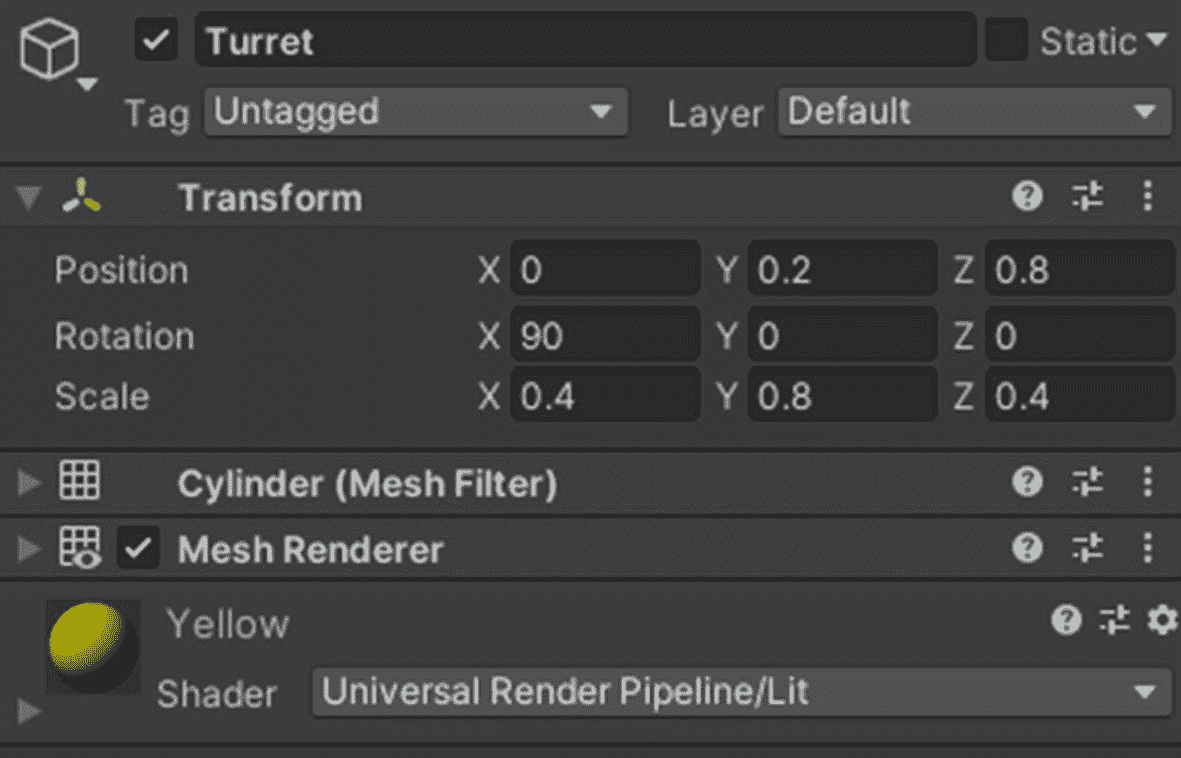 Turret Static
Tag Untagged Layer Default
Transform
Position X 0 Y 0.2 Z 0.8
Rotation X 90 Y 0 Z 0
Scale X 0.4 Y 0.8 Z 0.4
Cylinder (Mesh Filter)
Mesh Renderer
Yellow
Shader Universal Render Pipeline/Lit